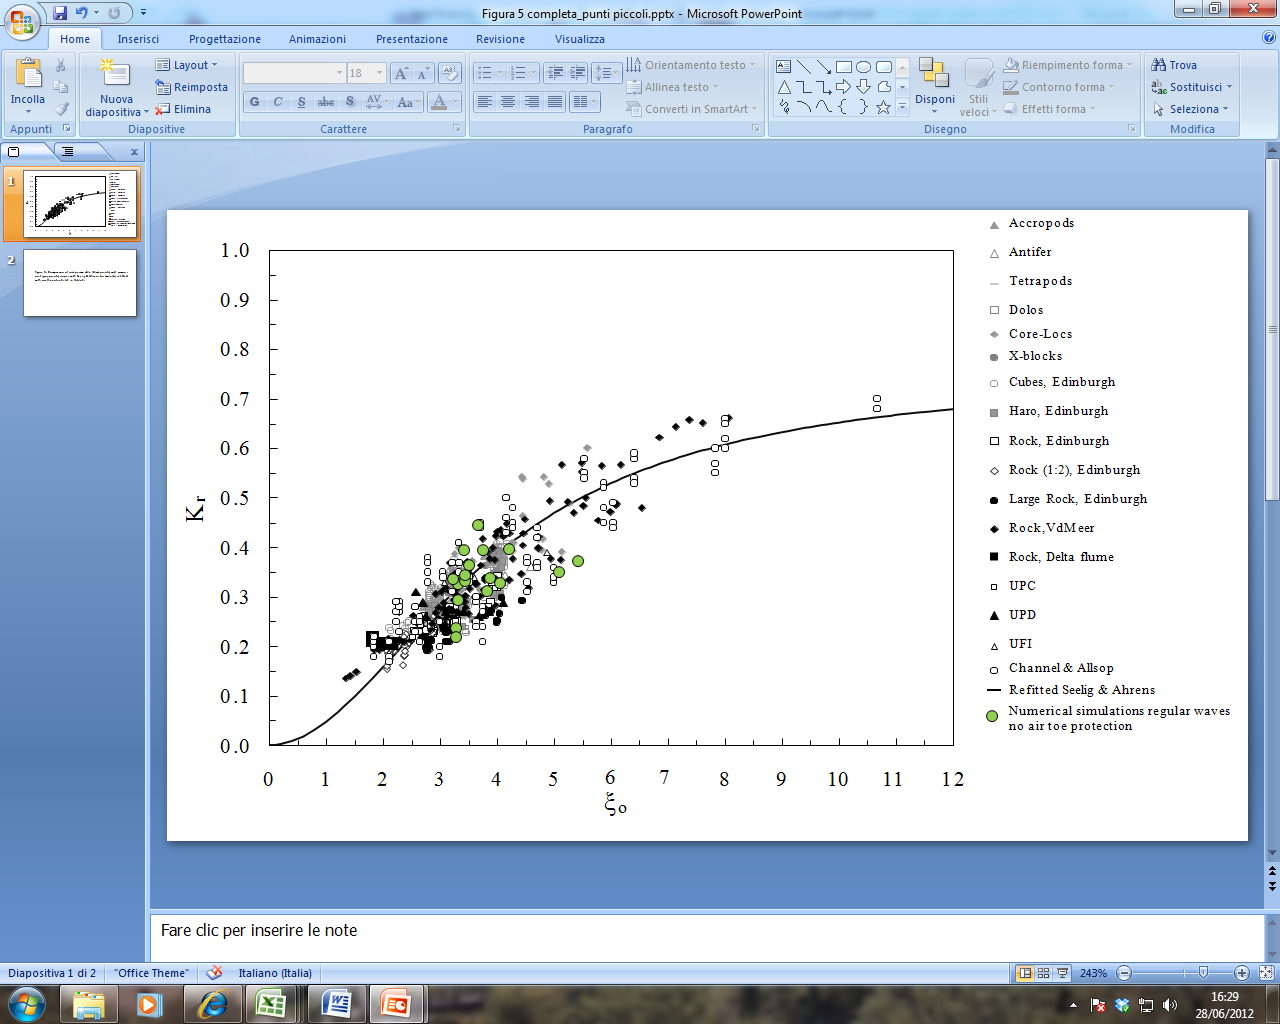 Figura 5 completa_punti piccoli.pptx - Microsoft PowerPoint
Home
Inserisci
Progettazione
Animazioni
Presentazione
Revisione
Visualizza
Incolla
Appunti
Nuova
diapositiva
Layout
Reimposta
Elimina
Diapositive
18
G C S abc S AV Aa A
Carattere
Orientamento testo
Allinea testo
Converti in SmartArt
Paragrafo
Disponi
Stili
veloci
Riempimento forma
Contorno forma
Effetti forma
Disegno
Trova
Sostituisci
Seleziona
Modifica
1
2
1.0
0.9
0.8
0.7
0.6
0.5
0.4
0.3
0.2
0.1
0.0
Kr
0 1 2 3 4 5 6 7 8 9 10 11 12
ξo
Accropods
Antifer
Tetrapods
Dolos
Core-Locs
X-blocks
Cubes, Edinburgh
Haro, Edinburgh
Rock, Edinburgh
Rock (1:2), Edinburgh
Large Rock, Edinburgh
Rock,VdMeer
Rock, Delta flume
UPC
UPD
UFI
Channel & Allsop
Refitted Seelig & Ahrens
Numerical simulations regular waves
no air toe protection
Fare clic per inserire le note
Diapositiva 1 di 2
"Office Theme"
Italiano (Italia)
243%
16:29
28/06/2012